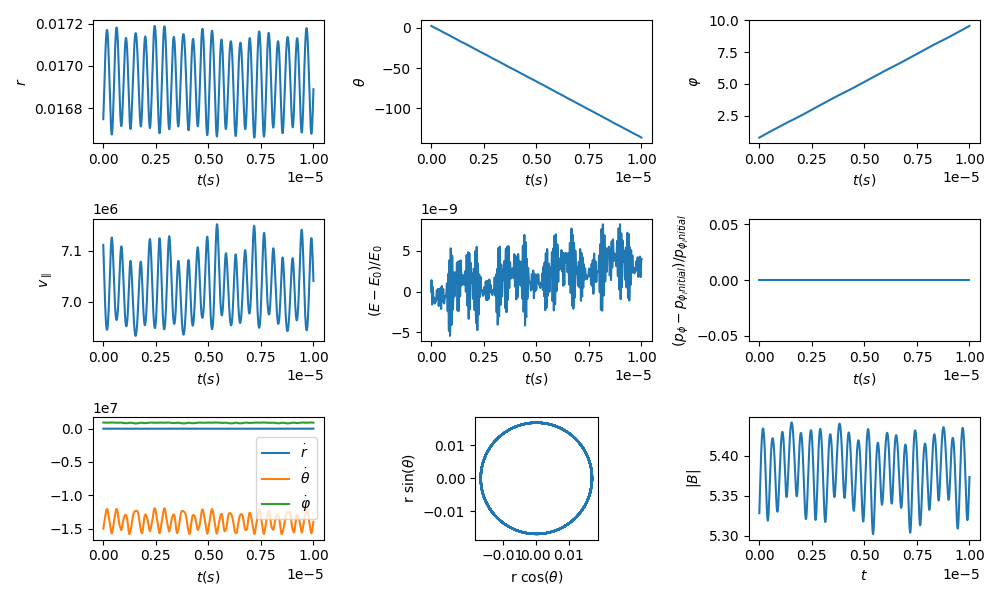 r
0.0172
0.0170
0.0168
0.00 0.25 0.50 0.75 1.00
t(s) 1e−5
θ
0
−50
−100
0.00 0.25 0.50 0.75 1.00
t(s) 1e−5
φ
10.0
7.5
5.0
2.5
0.00 0.25 0.50 0.75 1.00
t(s) 1e−5
1e6
v∥
7.1
7.0
0.00 0.25 0.50 0.75 1.00
t(s) 1e−5
1e−9
(E − E0)/E0
5
0
−5
0.00 0.25 0.50 0.75 1.00
t(s) 1e−5
(pϕ − pϕ,nitial)/pϕ,nitial
0.05
0.00
−0.05
0.00 0.25 0.50 0.75 1.00
t(s) 1e−5
1e7
0.0
−0.5
−1.0
−1.5
ṙ
θ̇
φ̇
0.00 0.25 0.50 0.75 1.00
t(s) 1e−5
r sin(θ)
0.01
0.00
−0.01
−0.01 0.00 0.01
r cos(θ)
|B|
5.40
5.35
5.30
0.00 0.25 0.50 0.75 1.00
t 1e−5